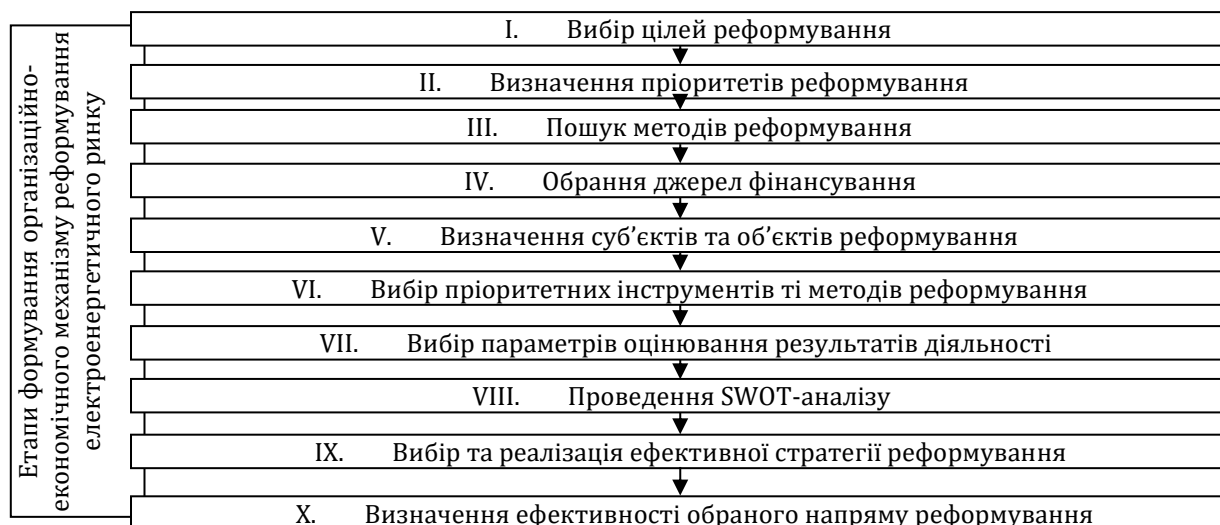 Етапи формування організаційно-
економічного механізму реформування
електроенергетичного ринку
I. Вибір цілей реформування
II. Визначення пріоритетів реформування
III. Пошук методів реформування
IV. Обрання джерел фінансування
V. Визначення суб’єктів та об’єктів реформування
VI. Вибір пріоритетних інструментів ті методів реформування
VII. Вибір параметрів оцінювання результатів діяльності
VIII. Проведення SWOT-аналізу
IX. Вибір та реалізація ефективної стратегії реформування
X. Визначення ефективності обраного напряму реформування